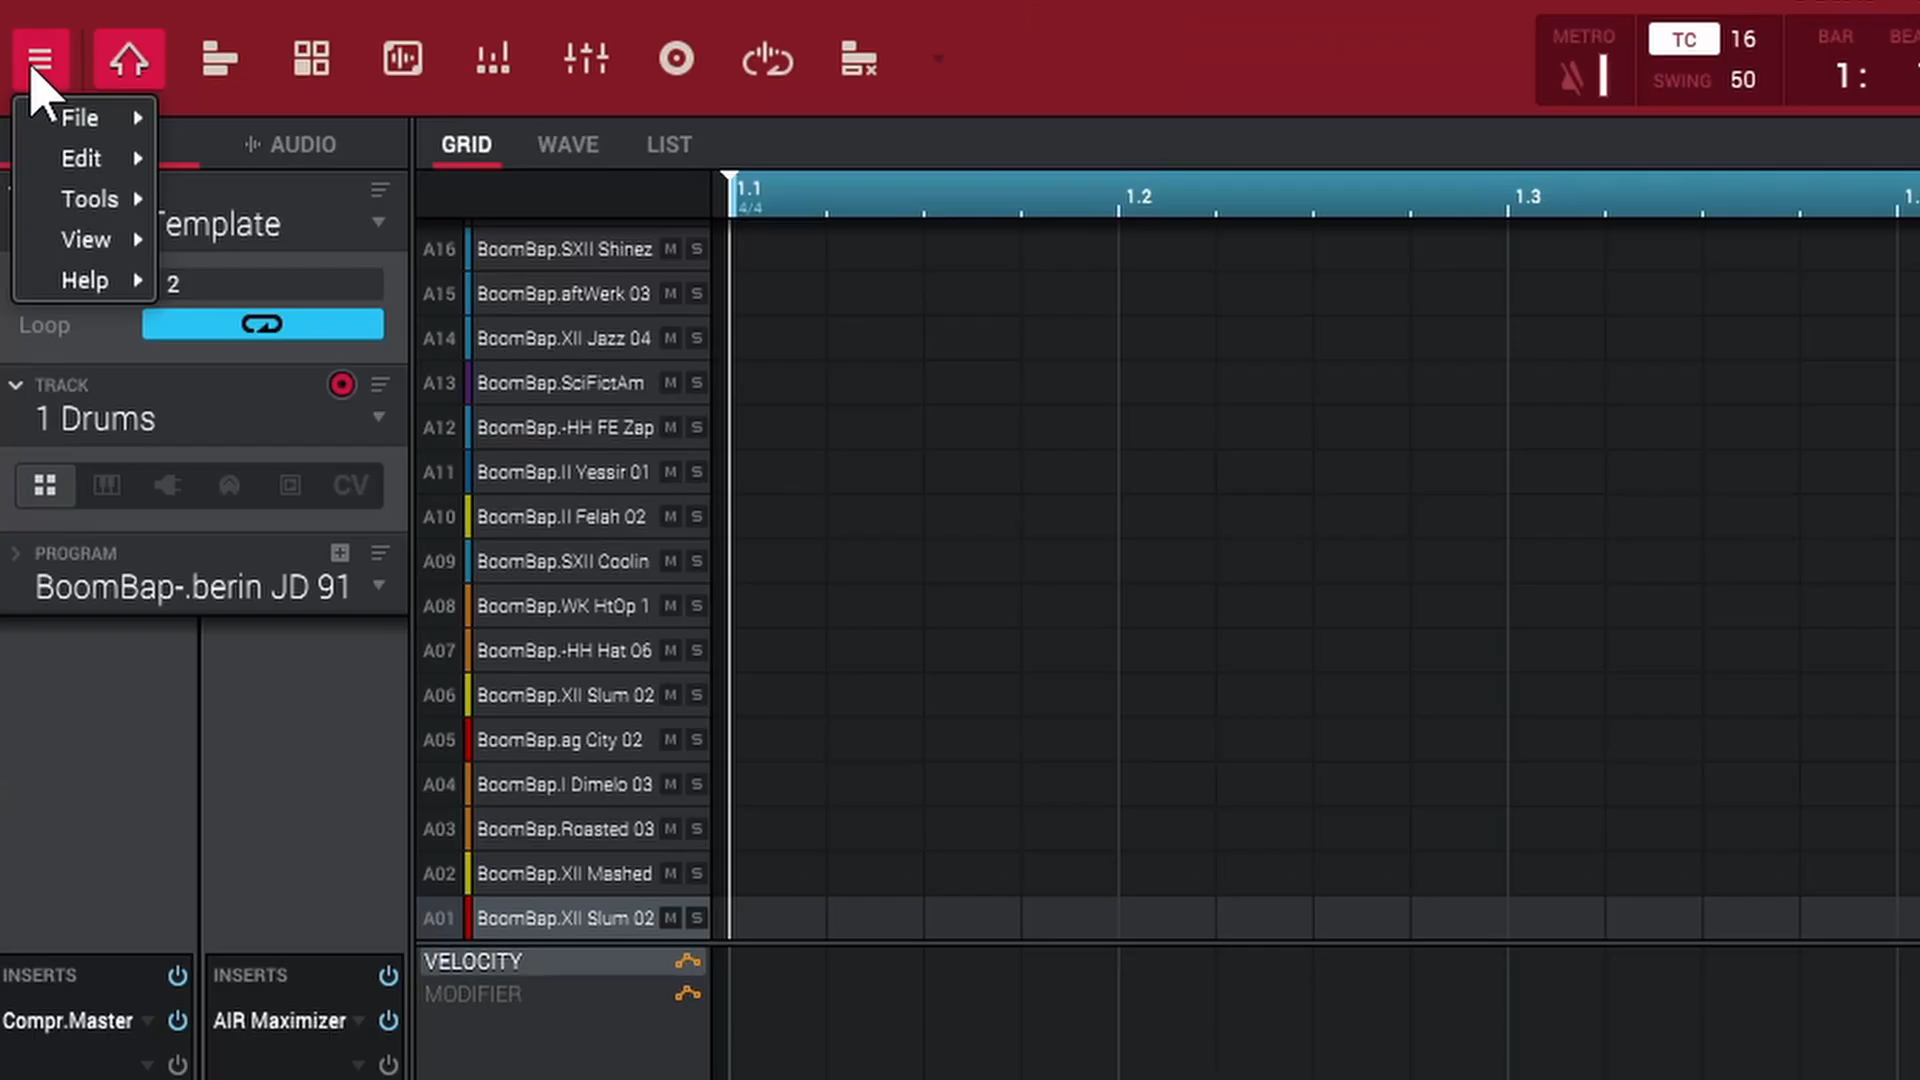 METRO
TC 16
SWING 50
BAR
1:
File
Edit
Tools
View
Help
AUDIO
Template
2
Loop
TRACK
1 Drums
CV
PROGRAM
BoomBap-.berin JD 91
INSERTS
Compr.Master
INSERTS
AIR Maximizer
GRID WAVE LIST
1.1
4/4
1.2
1.3
A16 BoomBap.SXII Shinez M S
A15 BoomBap.aftWerk 03 M S
A14 BoomBap.XII Jazz 04 M S
A13 BoomBap.SciFictAm M S
A12 BoomBap.-HH FE Zap M S
A11 BoomBap.II Yessir 01 M S
A10 BoomBap.II Felah 02 M S
A09 BoomBap.SXII Coolin M S
A08 BoomBap.WK HtOp 1 M S
A07 BoomBap.-HH Hat 06 M S
A06 BoomBap.XII Slum 02 M S
A05 BoomBap.ag City 02 M S
A04 BoomBap.I Dimelo 03 M S
A03 BoomBap.Roasted 03 M S
A02 BoomBap.XII Mashed M S
A01 BoomBap.XII Slum 02 M S
VELOCITY
MODIFIER